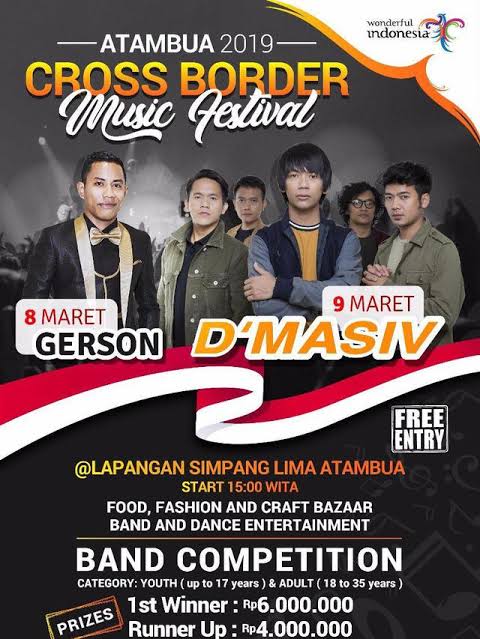 wonderful
indonesia
ATAMBUA 2019
CROSS BORDER
Music Festival
8 MARET
GERSON
9 MARET
D'MASIV
FREE
ENTRY
@LAPANGAN SIMPANG LIMA ATAMBUA
START 15:00 WITA
FOOD, FASHION AND CRAFT BAZAAR
BAND AND DANCE ENTERTAINMENT
BAND COMPETITION
CATEGORY: YOUTH ( up to 17 years ) & ADULT ( 18 to 35 years )
PRIZES
1st Winner : Rp6.000.000
Runner Up : Rp4.000.000